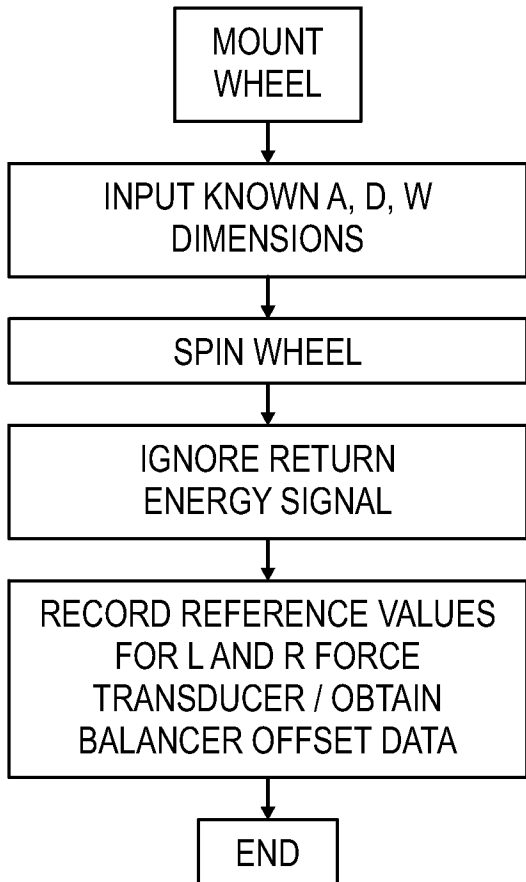 MOUNT
WHEEL
INPUT KNOWN A, D, W
DIMENSIONS
SPIN WHEEL
IGNORE RETURN
ENERGY SIGNAL
RECORD REFERENCE VALUES
FOR L AND R FORCE
TRANSDUCER / OBTAIN
BALANCER OFFSET DATA
END